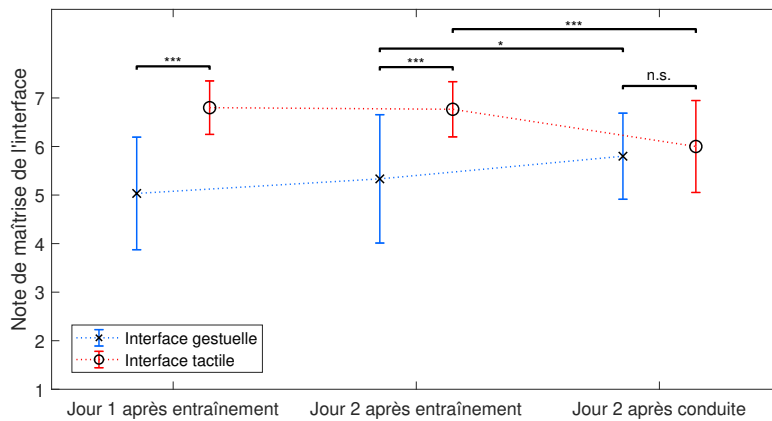 ***
*
***
***
n.s.
Note de maîtrise de l'interface
7
6
5
4
3
2
1
Interface gestuelle
Interface tactile
Jour 1 après entraînement
Jour 2 après entraînement
Jour 2 après conduite